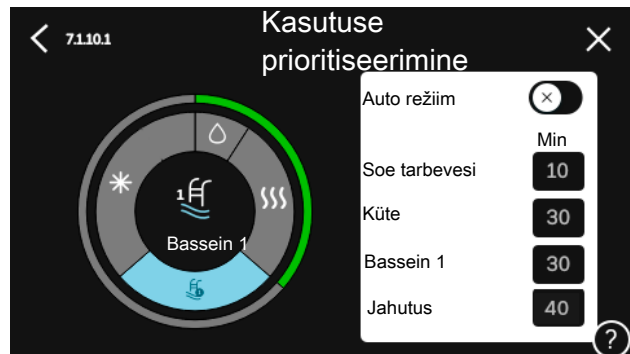 7.1.10.1
Kasutuse
prioritiseerimine
Auto režiim
Min
Soe tarbevesi 10
Küte 30
Bassein 1 30
Jahutus 40
1
Bassein 1
?